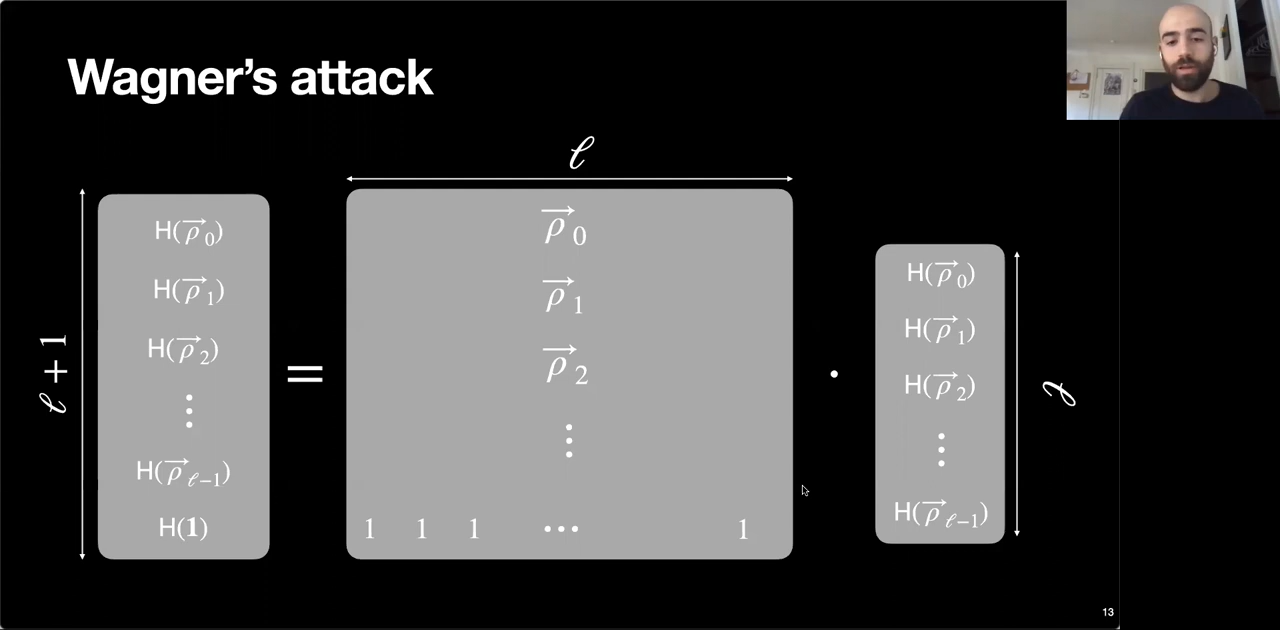 Wagner's attack
ℓ
ℓ + 1
H(ρ⃗₀)
H(ρ⃗₁)
H(ρ⃗₂)
⋮
H(ρ⃗ℓ₋₁)
H(𝟏)
=
ρ⃗₀
ρ⃗₁
ρ⃗₂
⋮
1 1 1 ⋯ 1
·
H(ρ⃗₀)
H(ρ⃗₁)
H(ρ⃗₂)
⋮
H(ρ⃗ℓ₋₁)
ℓ
13